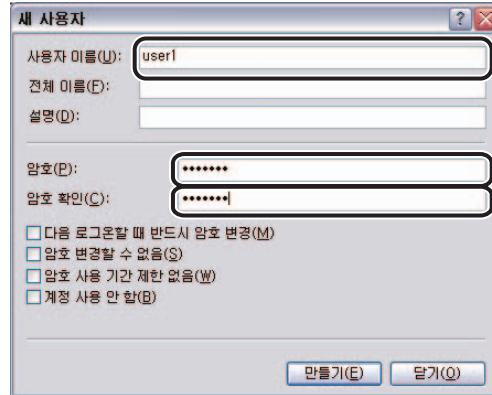 새 사용자
사용자 이름(U): user1
전체 이름(F):
설명(D):
암호(P): •••••••
암호 확인(C): •••••••
다음 로그온할 때 반드시 암호 변경(M)
암호 변경할 수 없음(S)
암호 사용 기간 제한 없음(W)
계정 사용 안 함(B)
만들기(E) 닫기(O)